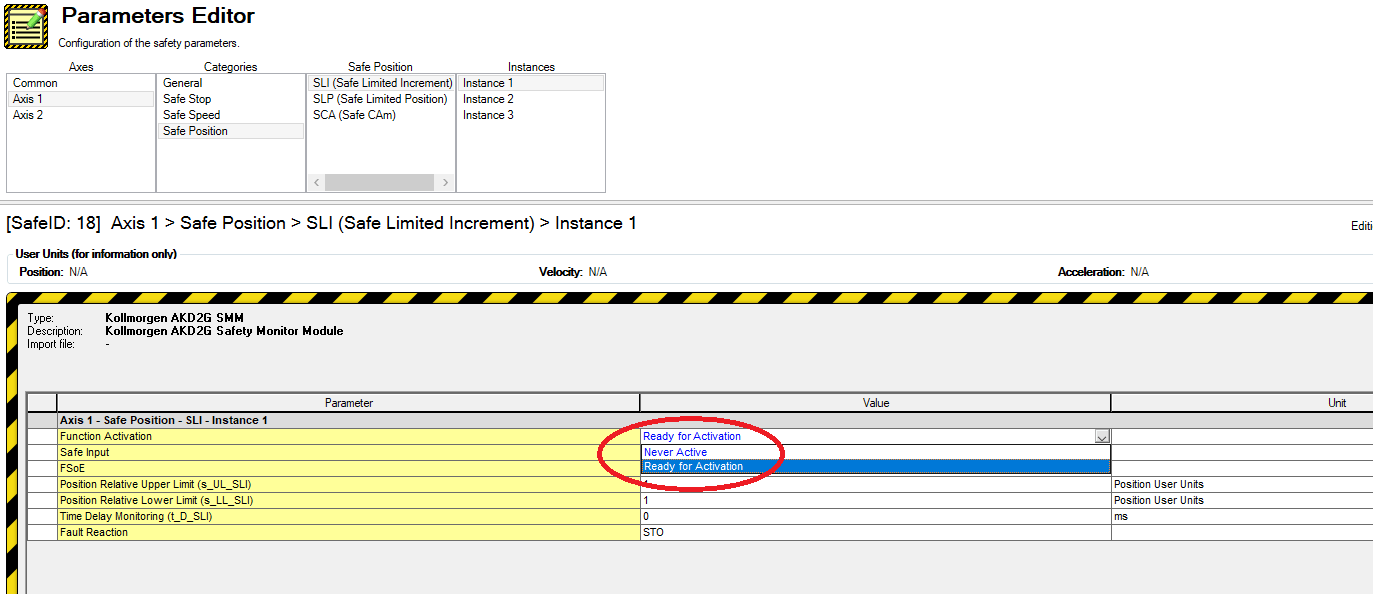 Parameters Editor
Configuration of the safety parameters.
Axes Categories Safe Position Instances
Common General SLI (Safe Limited Increment) Instance 1
Axis 1 Safe Stop SLP (Safe Limited Position) Instance 2
Axis 2 Safe Speed SCA (Safe CAm) Instance 3
Safe Position
[SafeID: 18] Axis 1 > Safe Position > SLI (Safe Limited Increment) > Instance 1
Editi
User Units (for information only)
Position: N/A Velocity: N/A Acceleration: N/A
Type: Kollmorgen AKD2G SMM
Description: Kollmorgen AKD2G Safety Monitor Module
Import file: -
Parameter Value Unit
Axis 1 - Safe Position - SLI - Instance 1
Function Activation Ready for Activation
Safe Input Never Active
FSoE Ready for Activation
Position Relative Upper Limit (s_UL_SLI) 1 Position User Units
Position Relative Lower Limit (s_LL_SLI) 1 Position User Units
Time Delay Monitoring (t_D_SLI) 0 ms
Fault Reaction STO